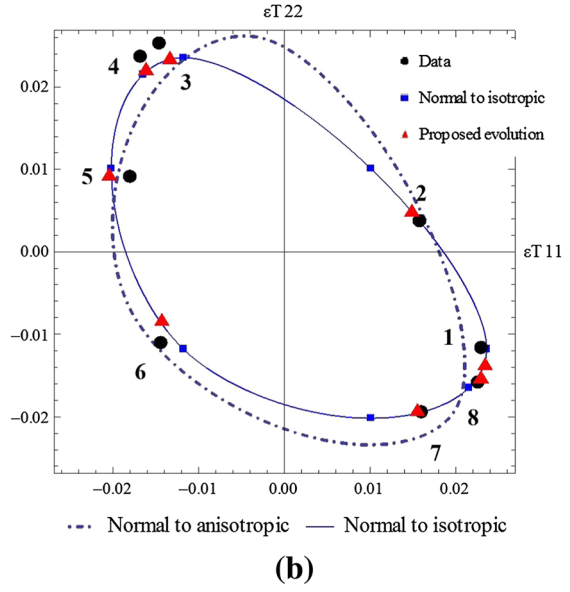 εT 22
0.02
0.01
0.00
−0.01
−0.02
−0.02
−0.01
0.00
0.01
0.02
εT 11
Data
Normal to isotropic
Proposed evolution
4
3
5
2
1
6
8
7
Normal to anisotropic
Normal to isotropic
(b)